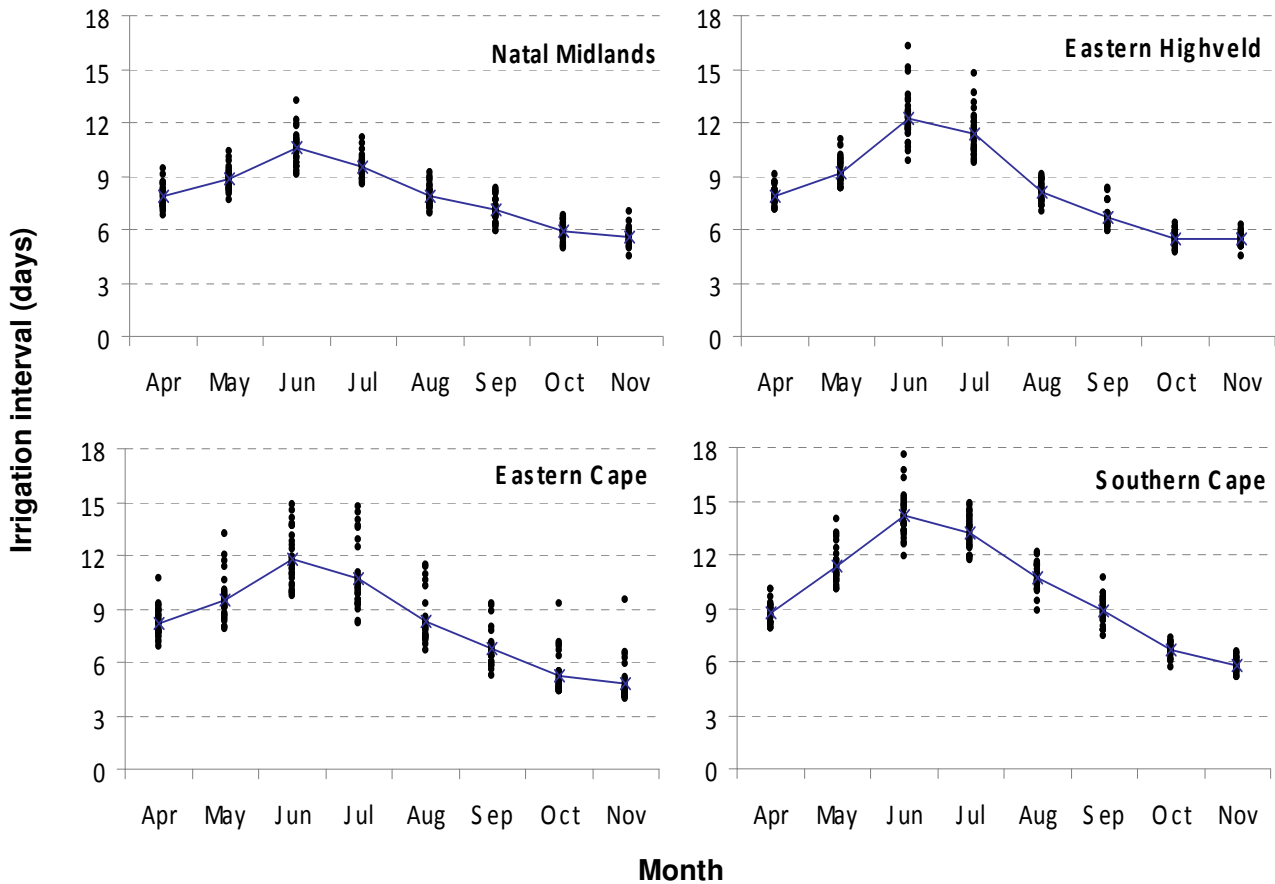 Irrigation interval (days)
Natal Midlands
18
15
12
9
6
3
0
Apr May Jun Jul Aug Sep Oct Nov
Eastern Highveld
18
15
12
9
6
3
0
Apr May Jun Jul Aug Sep Oct Nov
Eastern Cape
18
15
12
9
6
3
0
Apr May Jun Jul Aug Sep Oct Nov
Southern Cape
18
15
12
9
6
3
0
Apr May Jun Jul Aug Sep Oct Nov
Month